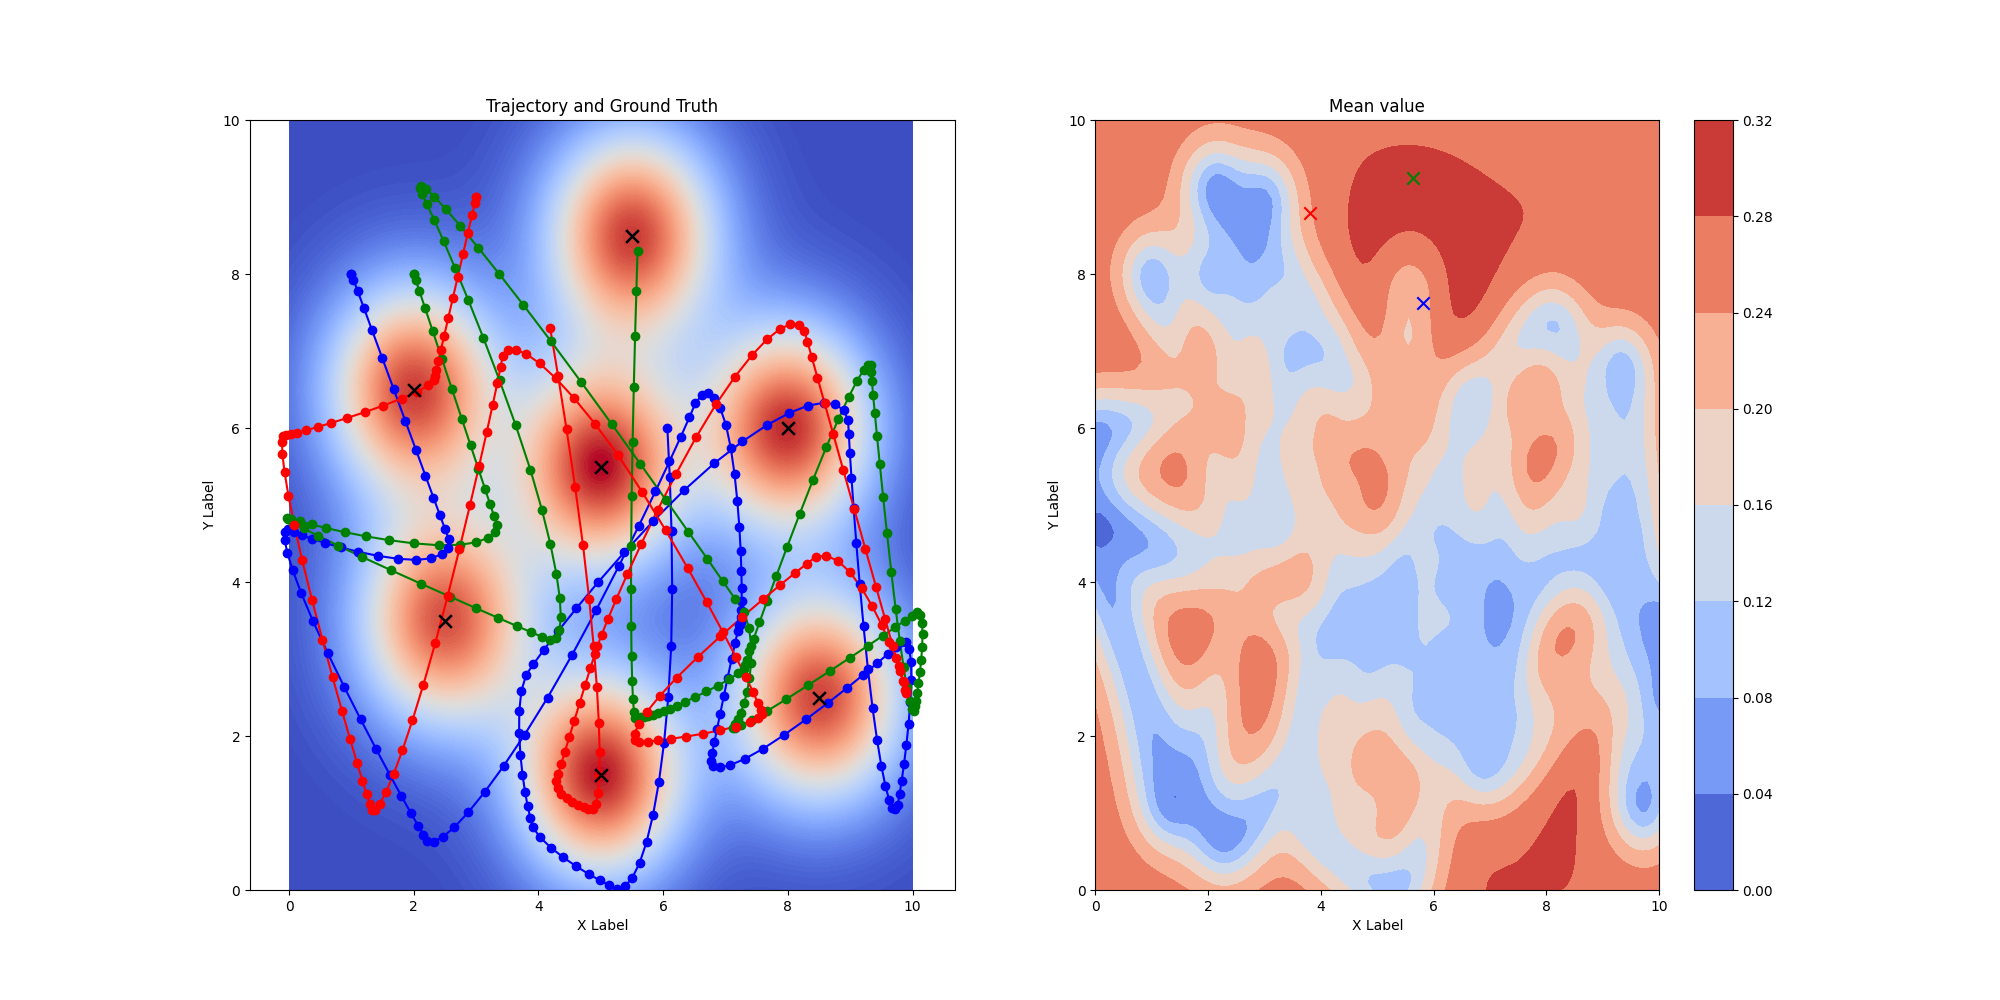 Trajectory and Ground Truth
10
8
6
4
2
0
Y Label
0 2 4 6 8 10
X Label
Mean value
10
8
6
4
2
0
Y Label
0 2 4 6 8 10
X Label
0.32
0.28
0.24
0.20
0.16
0.12
0.08
0.04
0.00